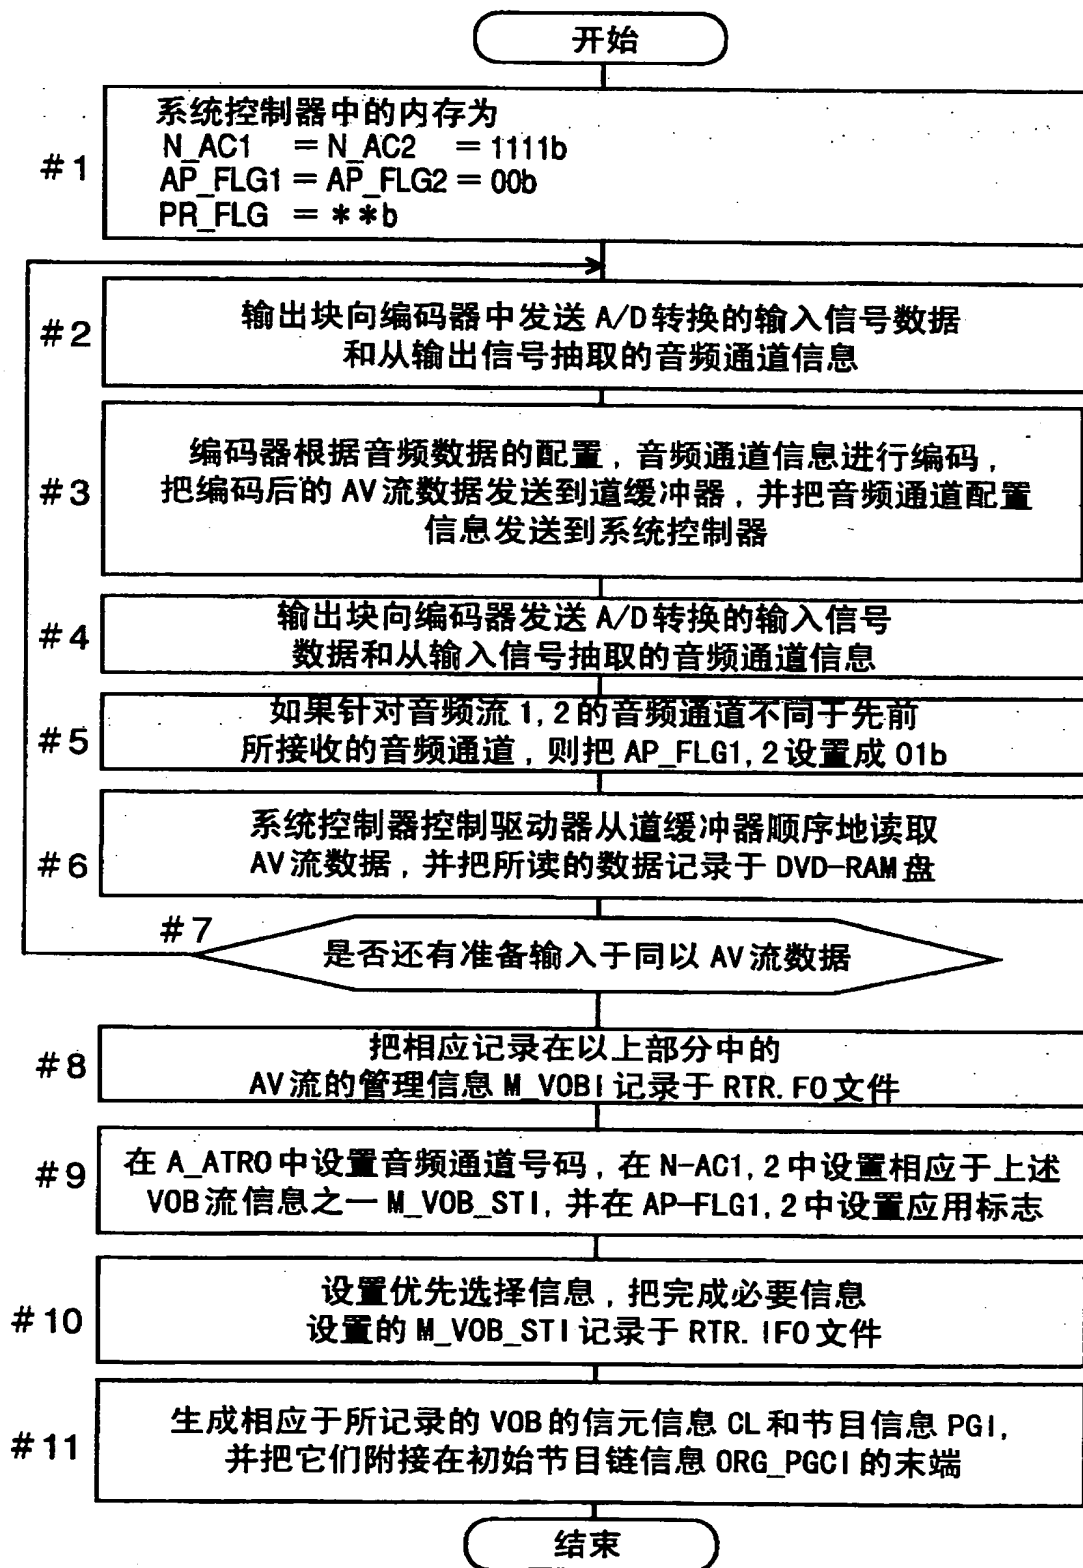 开始
#1
系统控制器中的内存为
N_AC1 = N_AC2 = 1111b
AP_FLG1 = AP_FLG2 = 00b
PR_FLG = **b
#2
输出块向编码器中发送 A/D 转换的输入信号数据
和从输出信号抽取的音频通道信息
#3
编码器根据音频数据的配置，音频通道信息进行编码，
把编码后的 AV 流数据发送到道缓冲器，并把音频通道配置
信息发送到系统控制器
#4
输出块向编码器发送 A/D 转换的输入信号
数据和从输入信号抽取的音频通道信息
#5
如果针对音频流 1, 2 的音频通道不同于先前
所接收的音频通道，则把 AP_FLG1, 2 设置成 01b
#6
系统控制器控制驱动器从道缓冲器顺序地读取
AV 流数据，并把所读的数据记录于 DVD-RAM 盘
#7
是否还有准备输入于同以 AV 流数据
#8
把相应记录在以上部分中的
AV 流的管理信息 M_VOBI 记录于 RTR. FO 文件
#9
在 A_ATRO 中设置音频通道号码，在 N-AC1, 2 中设置相应于上述
VOB 流信息之一 M_VOB_STI, 并在 AP-FLG1, 2 中设置应用标志
#10
设置优先选择信息，把完成必要信息
设置的 M_VOB_STI 记录于 RTR. IFO 文件
#11
生成相应于所记录的 VOB 的信元信息 CL 和节目信息 PGI,
并把它们附接在初始节目链信息 ORG_PGCI 的末端
结束